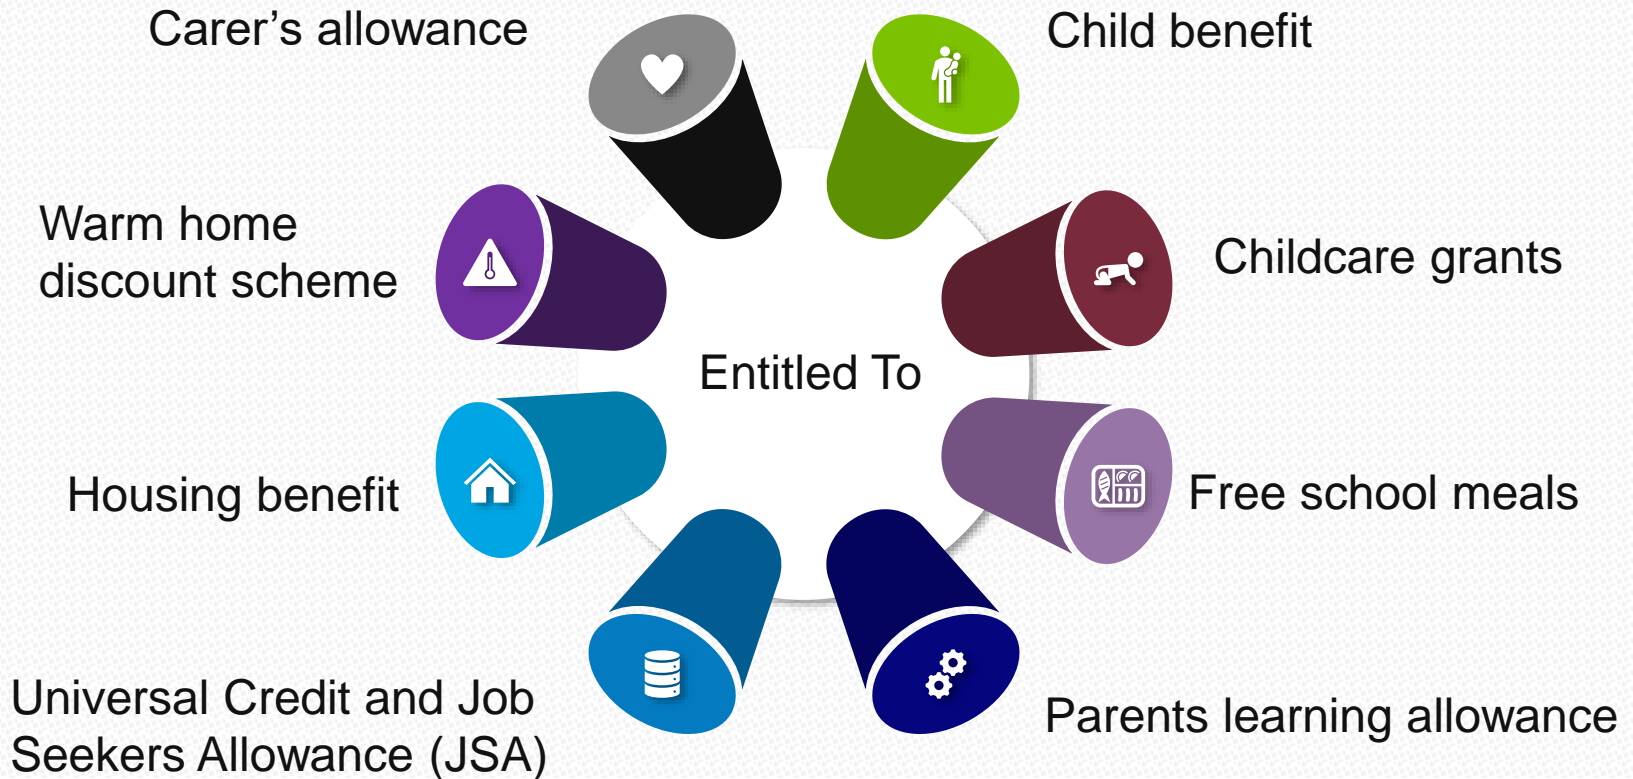 Carer’s allowance
Child benefit
Warm home
discount scheme
Childcare grants
Entitled To
Housing benefit
Free school meals
Universal Credit and Job
Seekers Allowance (JSA)
Parents learning allowance